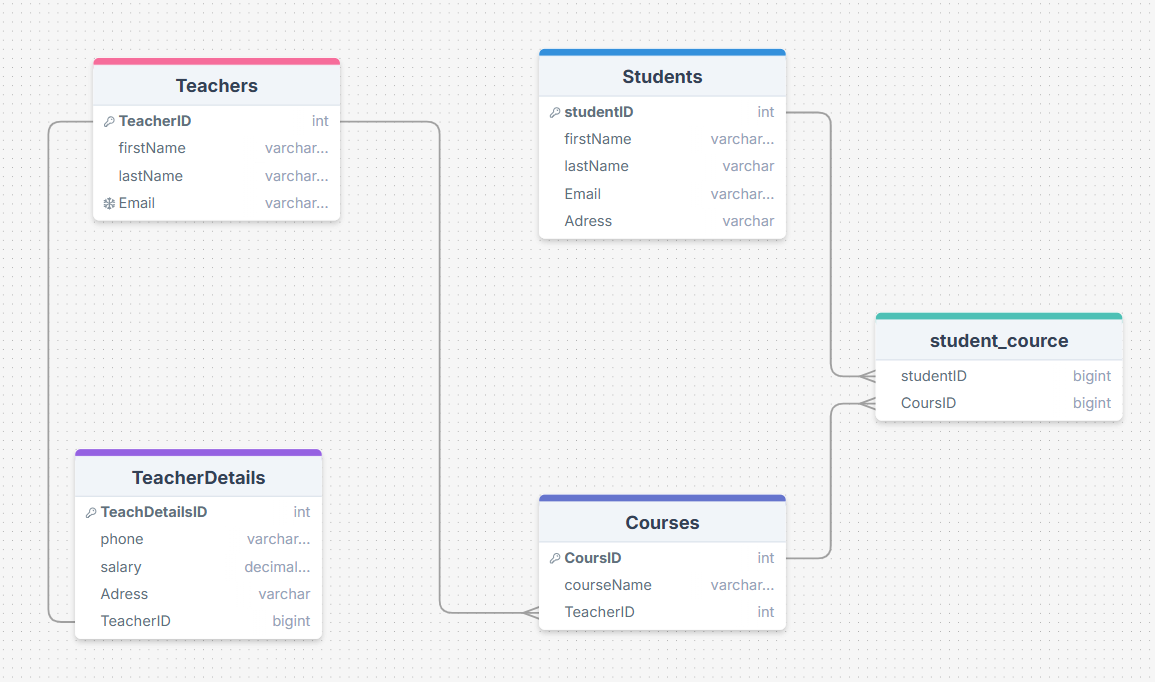 Teachers
TeacherID int
firstName varchar...
lastName varchar...
Email varchar...
Students
studentID int
firstName varchar...
lastName varchar
Email varchar...
Adress varchar
student_cource
studentID bigint
CoursID bigint
TeacherDetails
TeachDetailsID int
phone varchar...
salary decimal...
Adress varchar
TeacherID bigint
Courses
CoursID int
courseName varchar...
TeacherID int